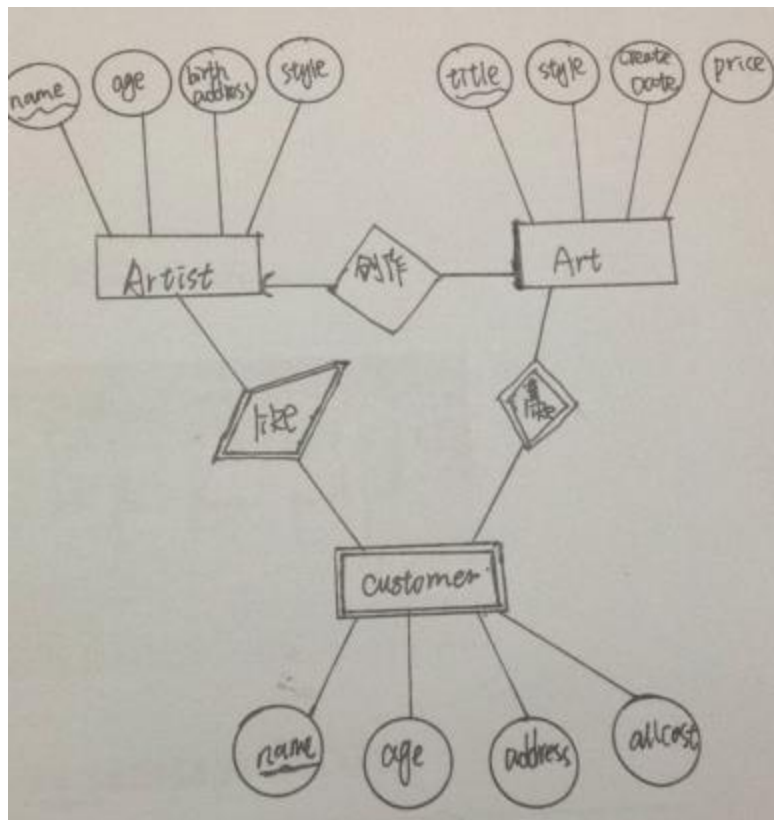 name
age
birth
address
style
title
style
create
Date
price
Artist
创作
Art
like
like
customer
name
age
address
allcost